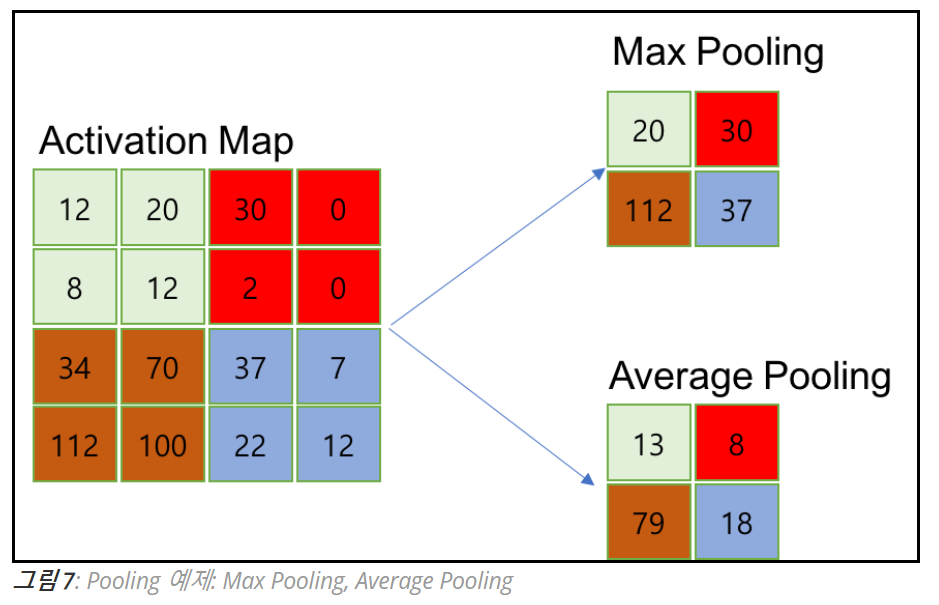 Max Pooling
20 30
112 37
Activation Map
12 20 30 0
8 12 2 0
34 70 37 7
112 100 22 12
Average Pooling
13 8
79 18
그림 7: Pooling 예제: Max Pooling, Average Pooling